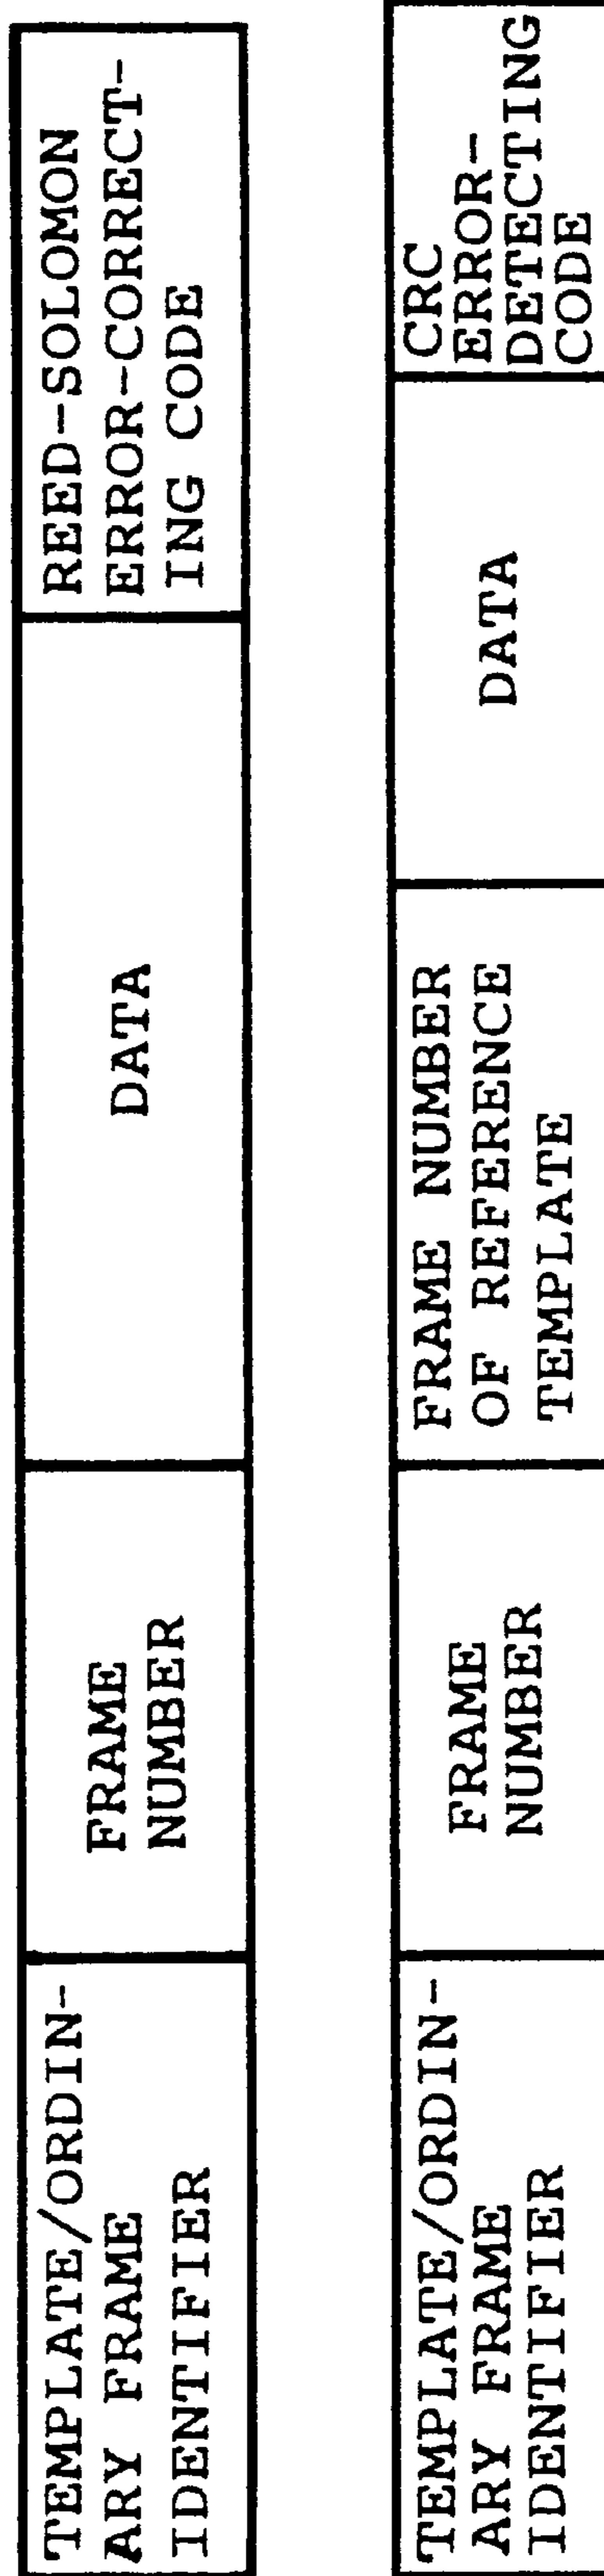 TEMPLATE/ORDIN-
ARY FRAME
IDENTIFIER
FRAME
NUMBER
DATA
REED-SOLOMON
ERROR-CORRECT-
ING CODE
TEMPLATE/ORDIN-
ARY FRAME
IDENTIFIER
FRAME
NUMBER
FRAME NUMBER
OF REFERENCE
TEMPLATE
DATA
CRC
ERROR-
DETECTING
CODE